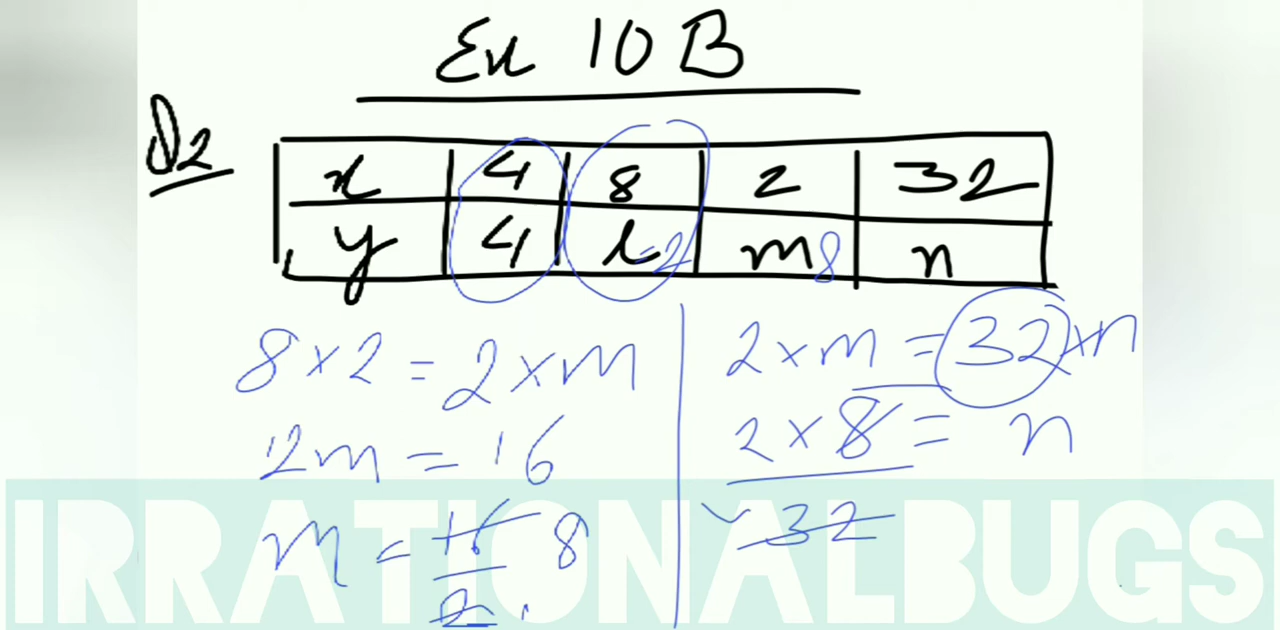 Ex 10 B
Q2
x 4 8 2 32
y 4 l=2 m 8 n
8 × 2 = 2 × m
2m = 16
m = 16/2 8
2 × m = 32 × n
2 × 8 = n
32
IRRATIONALBUGS